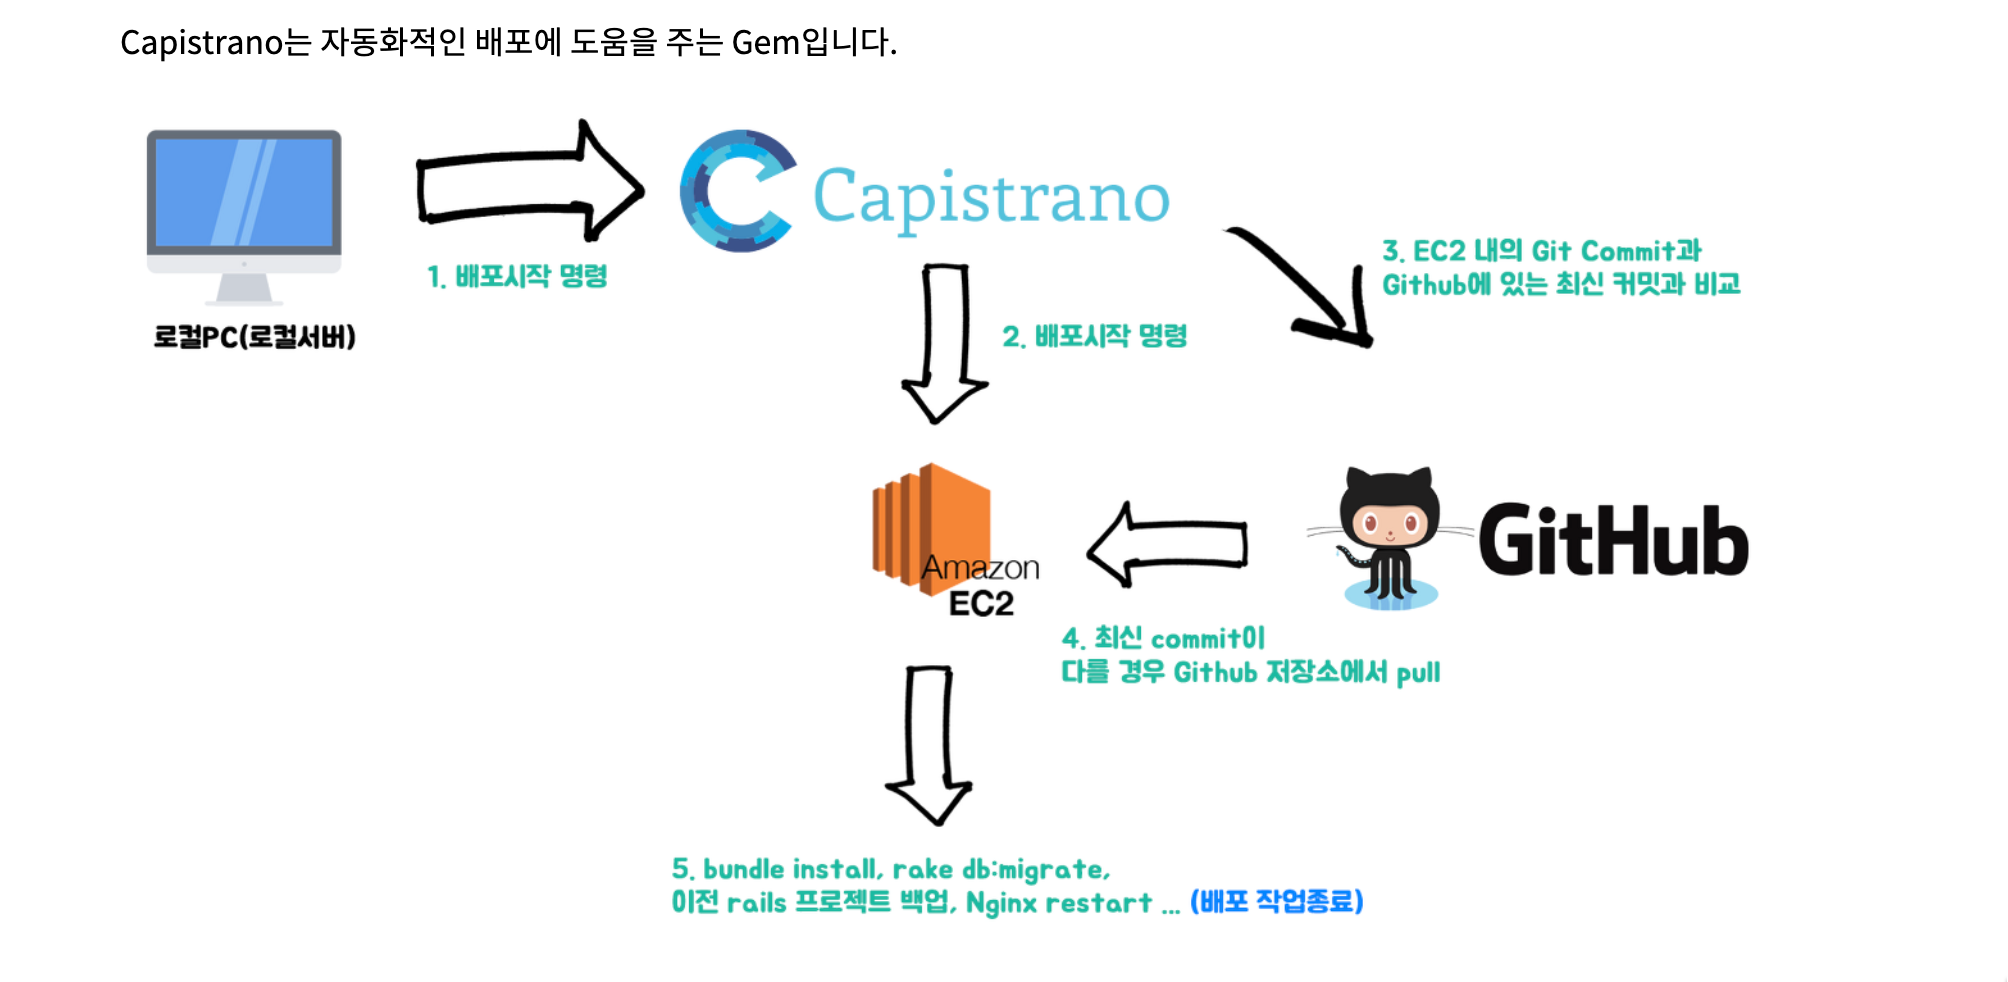 Capistrano는 자동화적인 배포에 도움을 주는 Gem입니다.
Capistrano
1. 배포시작 명령
로컬PC(로컬서버)
2. 배포시작 명령
3. EC2 내의 Git Commit과
Github에 있는 최신 커밋과 비교
Amazon
EC2
GitHub
4. 최신 commit이
다를 경우 Github 저장소에서 pull
5. bundle install, rake db:migrate,
이전 rails 프로젝트 백업, Nginx restart ... (배포 작업종료)